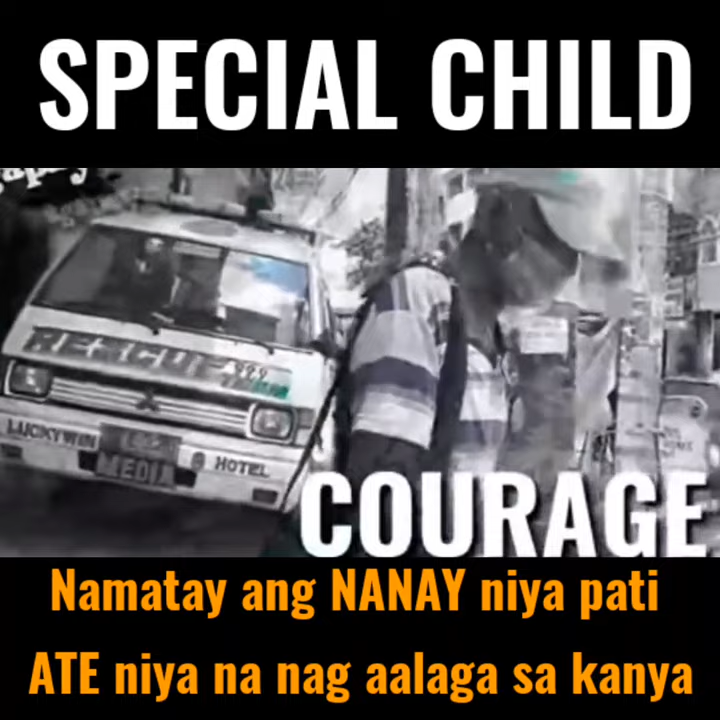 SPECIAL CHILD
RESCUE
LUCKYWIN
MEDIA
HOTEL
COURAGE
Namatay ang NANAY niya pati
ATE niya na nag aalaga sa kanya